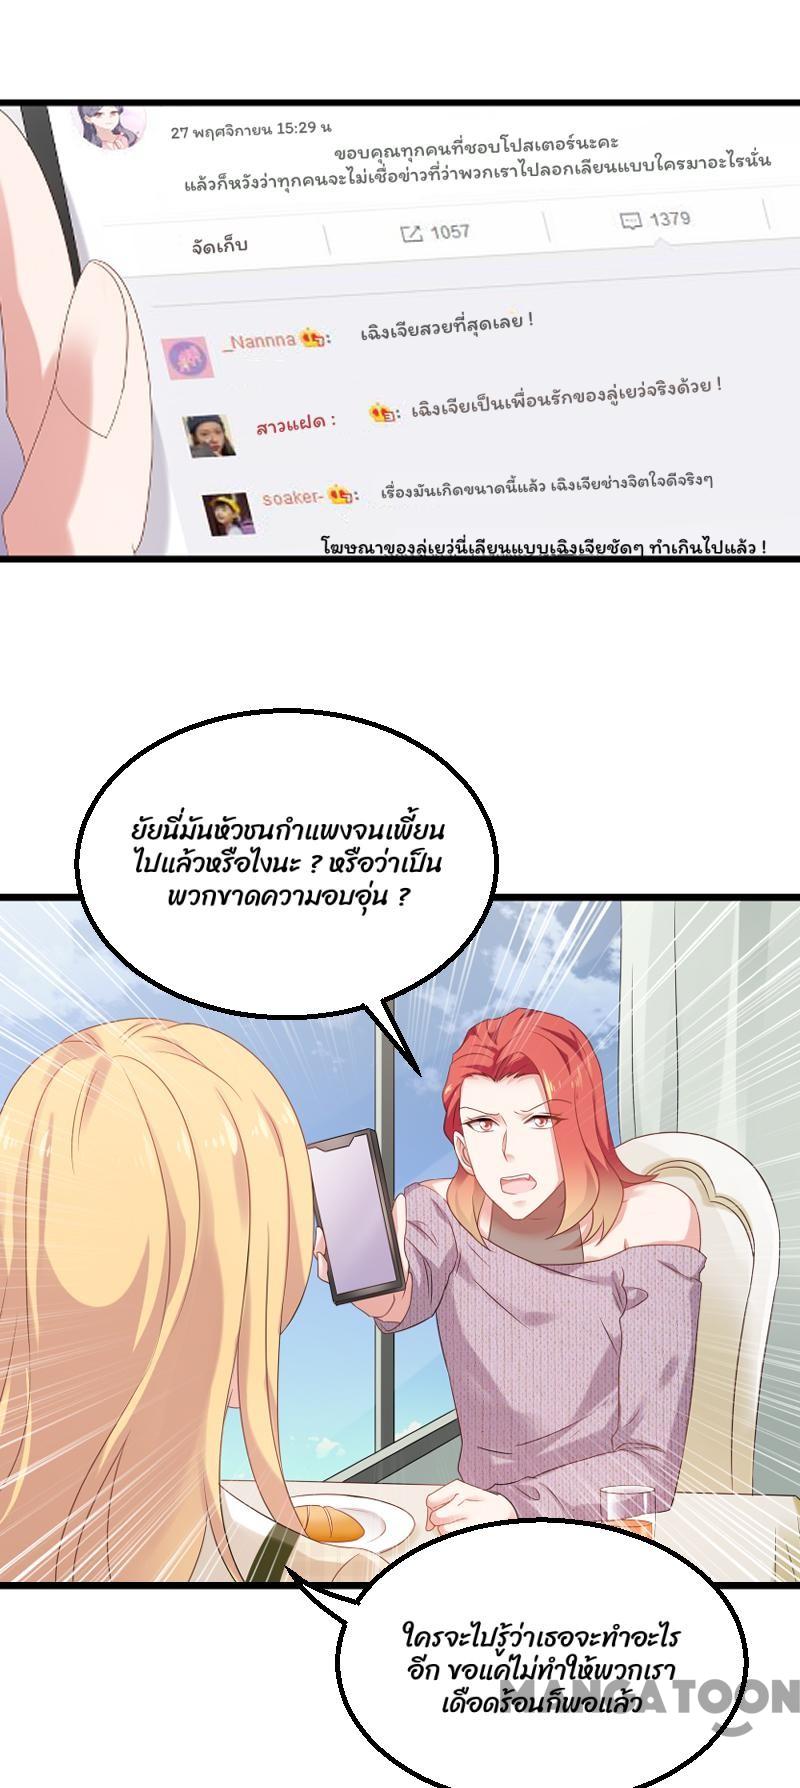 27 พฤศจิกายน 15:29 น
ขอบคุณทุกคนที่ชอบโปสเตอร์นะคะ
แล้วก็หวังว่าทุกคนจะไม่เชื่อข่าวที่ว่าพวกเราไปลอกเลียนแบบใครมาอะไรนั่น
จัดเก็บ 1057 1379
_Nannna : เฉิงเจียสวยที่สุดเลย !
สาวแฝด : : เฉิงเจียเป็นเพื่อนรักของลู่เยว่จริงด้วย !
soaker- : เรื่องมันเกิดขนาดนี้แล้ว เฉิงเจียช่างจิตใจดีจริงๆ
โฆษณาของลู่เยว่นี่เลียนแบบเฉิงเจียชัดๆ ทำเกินไปแล้ว !
ยัยนี่มันหัวชนกำแพงจนเพี้ยน
ไปแล้วหรือไงนะ ? หรือว่าเป็น
พวกขาดความอบอุ่น ?
ใครจะไปรู้ว่าเธอจะทำอะไร
อีก ขอแค่ไม่ทำให้พวกเรา
เดือดร้อนก็พอแล้ว
MANGATOON